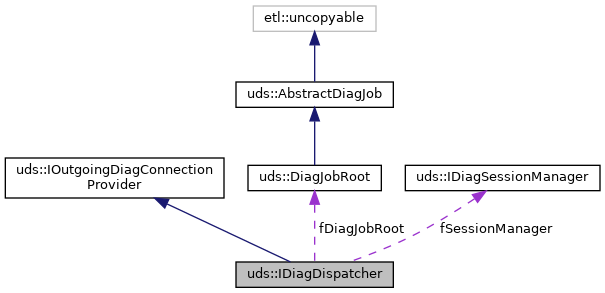 etl::uncopyable
uds::AbstractDiagJob
uds::IOutgoingDiagConnection
Provider
uds::DiagJobRoot
uds::IDiagSessionManager
fDiagJobRoot
fSessionManager
uds::IDiagDispatcher